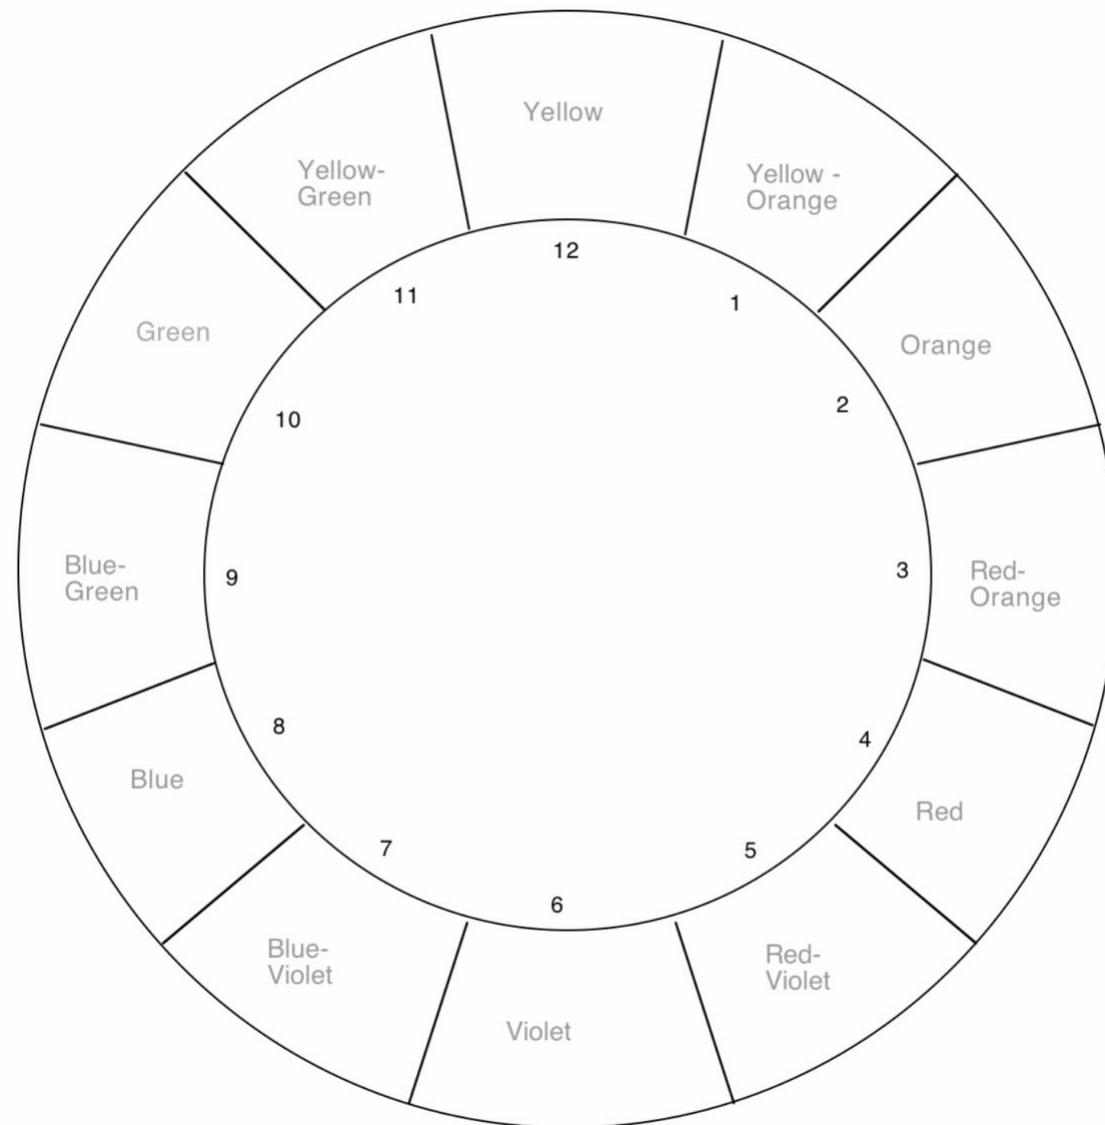 Yellow
Yellow-
Green
Yellow -
Orange
12
11
1
Green
Orange
10
2
Blue-
Green
9
3
Red-
Orange
8
4
Blue
Red
7
5
6
Blue-
Violet
Red-
Violet
Violet